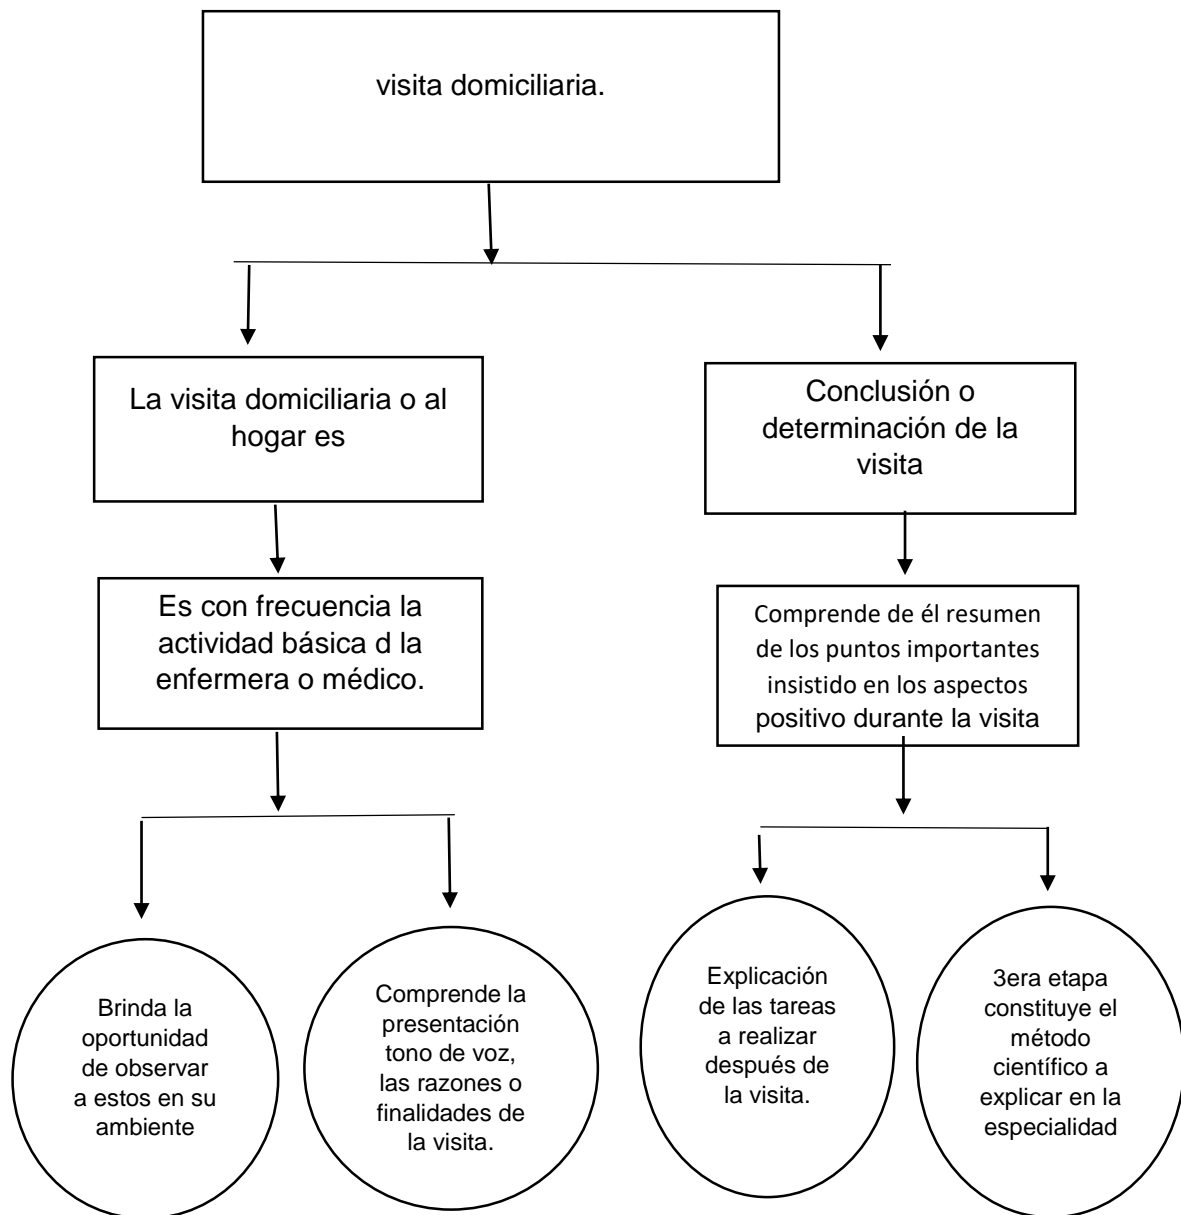 visita domiciliaria.
La visita domiciliaria o al
hogar es
Conclusión o
determinación de la
visita
Es con frecuencia la
actividad básica d la
enfermera o médico.
Comprende de él resumen
de los puntos importantes
insistido en los aspectos
positivo durante la visita
Brinda la
oportunidad
de observar
a estos en su
ambiente
Comprende la
presentación
tono de voz,
las razones o
finalidades de
la visita.
Explicación
de las tareas
a realizar
después de
la visita.
3era etapa
constituye el
método
científico a
explicar en la
especialidad